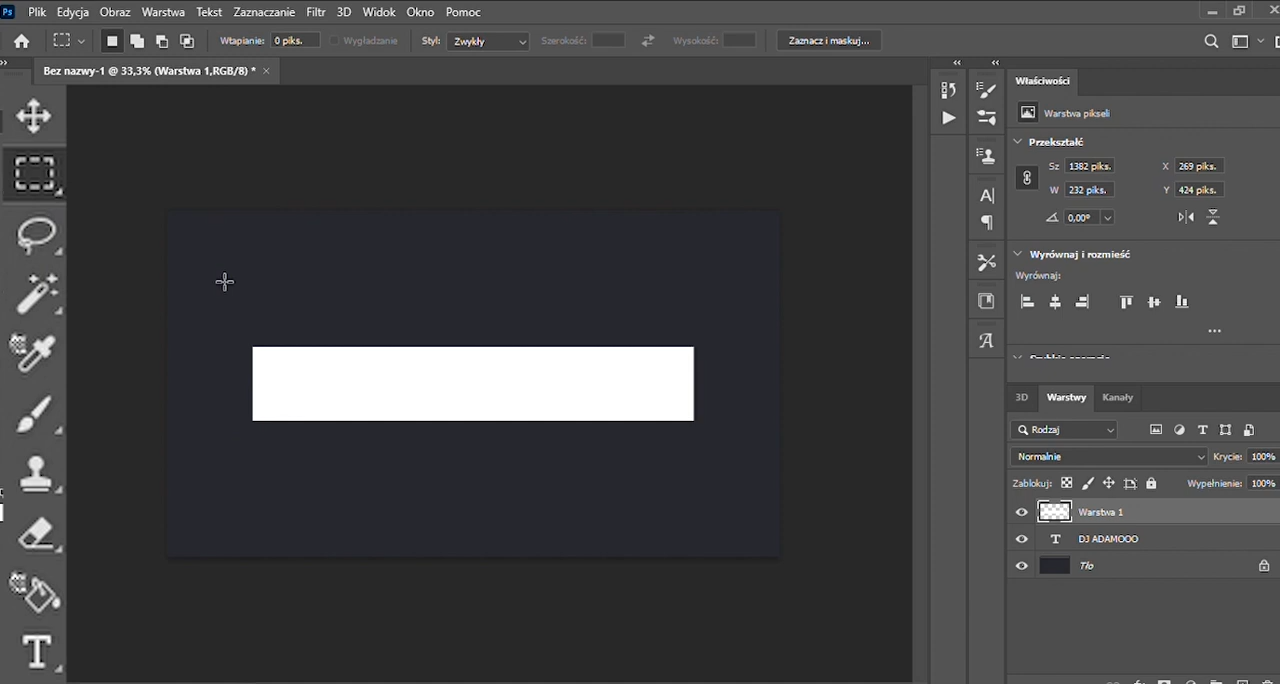 Ps Plik Edycja Obraz Warstwa Tekst Zaznaczanie Filtr 3D Widok Okno Pomoc
Wtapianie: 0 piks. Wygładzanie Styl: Zwykły Szerokość: Wysokość: Zaznacz i maskuj...
Bez nazwy-1 @ 33,3% (Warstwa 1,RGB/8) * ×
Właściwości
Warstwa pikseli
Przekształć
Sz 1382 piks. X 269 piks.
W 232 piks. Y 424 piks.
0,00°
Wyrównaj i rozmieść
Wyrównaj:
3D Warstwy Kanały
Rodzaj
Normalnie Krycie: 100%
Zablokuj: Wypełnienie: 100%
Warstwa 1
DJ ADAMOOO
Tło